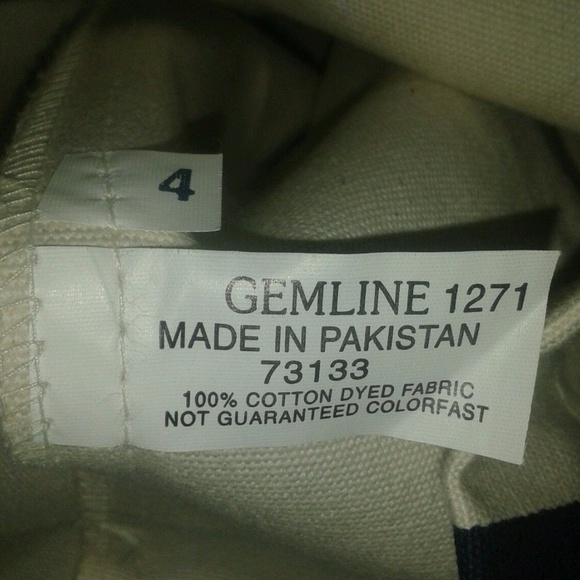 4
GEMLINE 1271
MADE IN PAKISTAN
73133
100% COTTON DYED FABRIC
NOT GUARANTEED COLORFAST